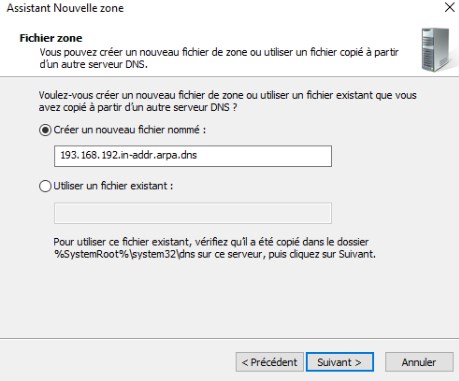 Assistant Nouvelle zone
Fichier zone
Vous pouvez créer un nouveau fichier de zone ou utiliser un fichier copié à partir
d'un autre serveur DNS.
Voulez-vous créer un nouveau fichier de zone ou utiliser un fichier existant que vous
avez copié à partir d'un autre serveur DNS ?
Créer un nouveau fichier nommé :
193.168.192.in-addr.arpa.dns
Utiliser un fichier existant :
Pour utiliser ce fichier existant, vérifiez qu'il a été copié dans le dossier
%SystemRoot%\system32\dns sur ce serveur, puis cliquez sur Suivant.
< Précédent Suivant > Annuler